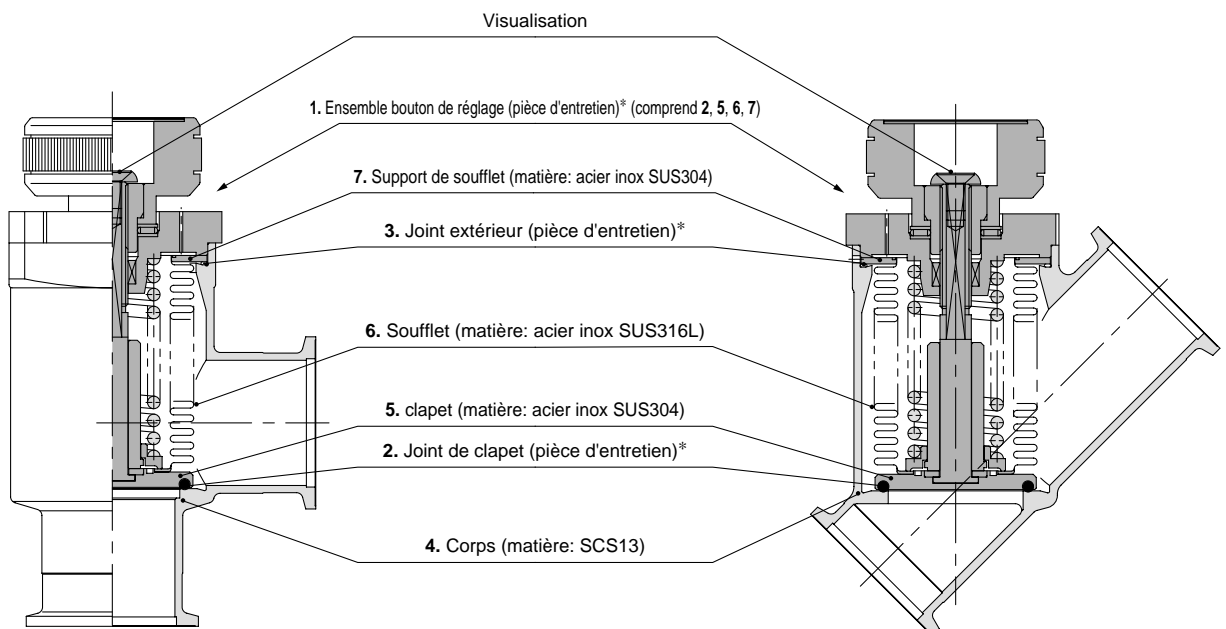 Visualisation
1. Ensemble bouton de réglage (pièce d'entretien)* (comprend 2, 5, 6, 7)
7. Support de soufflet (matière: acier inox SUS304)
3. Joint extérieur (pièce d'entretien)*
6. Soufflet (matière: acier inox SUS316L)
5. clapet (matière: acier inox SUS304)
2. Joint de clapet (pièce d'entretien)*
4. Corps (matière: SCS13)